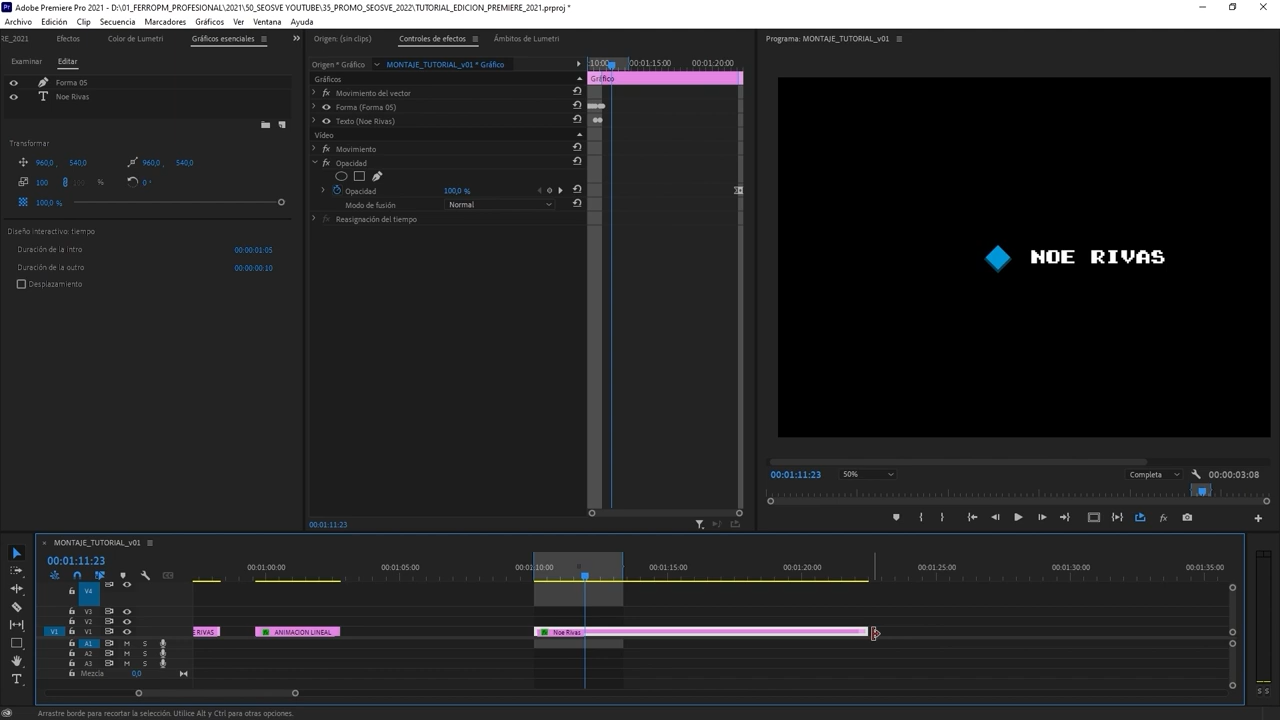 Adobe Premiere Pro 2021 - D:\01_FERROPM_PROFESIONAL\2021\50_SEOSVE YOUTUBE\35_PROMO_SEOSVE_2022\TUTORIAL_EDICION_PREMIERE_2021.prproj *
Archivo Edición Clip Secuencia Marcadores Gráficos Ver Ventana Ayuda
RE_2021 Efectos Color de Lumetri Gráficos esenciales
Examinar Editar
Forma 05
Noe Rivas
Transformar
960,0 , 540,0 960,0 , 540,0
100 % 0 °
100,0 %
Diseño interactivo: tiempo
Duración de la intro 00:00:01:05
Duración de la outro 00:00:00:10
Desplazamiento
Origen: (sin clips) Controles de efectos Ámbitos de Lumetri
Origen * Gráfico MONTAJE_TUTORIAL_v01 * Gráfico
10:00 00:01:15:00 00:01:20:00
Gráficos
Gráfico
Movimiento del vector
Forma (Forma 05)
Texto (Noe Rivas)
Vídeo
Movimiento
Opacidad
Opacidad 100,0 %
Modo de fusión Normal
Reasignación del tiempo
00:01:11:23
Programa: MONTAJE_TUTORIAL_v01
NOE RIVAS
00:01:11:23 50% Completa 00:00:03:08
MONTAJE_TUTORIAL_v01
00:01:11:23
00:01:00:00 00:01:05:00 00:01:10:00 00:01:15:00 00:01:20:00 00:01:25:00 00:01:30:00 00:01:35:00
V4
V3
V2
V1 V1 E RIVAS ANIMACION LINEAL Noe Rivas
A1 M S
A2 M S
A3 M S
Mezcla 0,0
S S
Arrastre borde para recortar la selección. Utilice Alt y Ctrl para otras opciones.